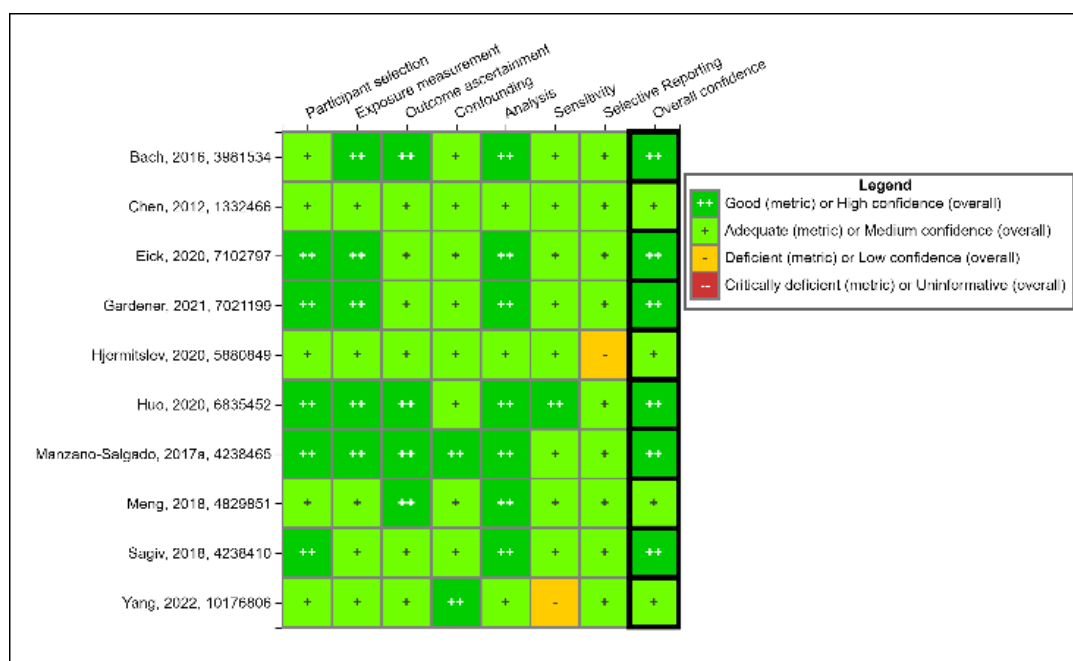 Participant selection
Exposure measurement
Outcome ascertainment
Confounding
Analysis
Sensitivity
Selective Reporting
Overall confidence
Bach, 2016, 3981534 + ++ ++ + ++ + + ++
Chen, 2012, 1332466 + + + + + + + +
Eick, 2020, 7102797 ++ ++ + + ++ + + ++
Gardener, 2021, 7021199 ++ ++ + + ++ + + ++
Hjermitslev, 2020, 5880849 + + + + + + - +
Huo, 2020, 6835452 ++ ++ ++ + ++ ++ + ++
Manzano-Salgado, 2017a, 4238465 ++ ++ ++ ++ ++ + + ++
Meng, 2018, 4829851 + + ++ + ++ + + +
Sagiv, 2018, 4238410 ++ + + + ++ + + ++
Yang, 2022, 10176806 + + + ++ + - + +
Legend
++ Good (metric) or High confidence (overall)
+ Adequate (metric) or Medium confidence (overall)
- Deficient (metric) or Low confidence (overall)
-- Critically deficient (metric) or Uninformative (overall)